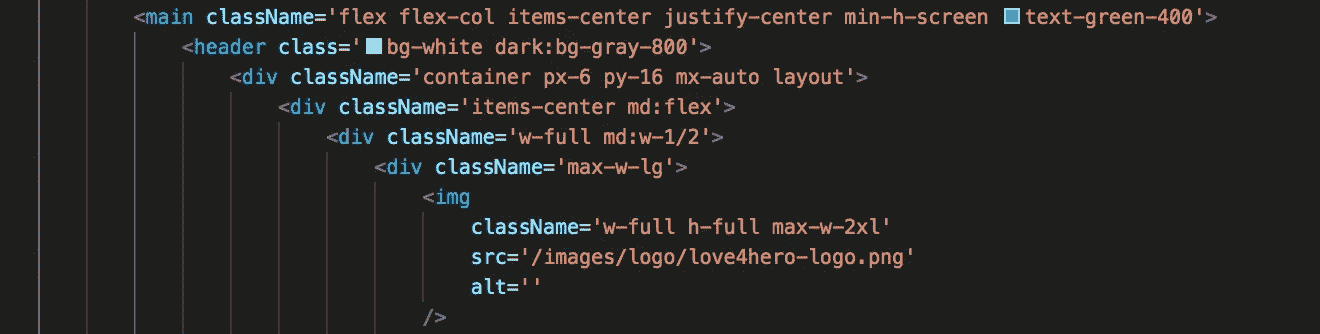 <main className='flex flex-col items-center justify-center min-h-screen text-green-400'>
<header class='bg-white dark:bg-gray-800'>
<div className='container px-6 py-16 mx-auto layout'>
<div className='items-center md:flex'>
<div className='w-full md:w-1/2'>
<div className='max-w-lg'>
<img
className='w-full h-full max-w-2xl'
src='/images/logo/love4hero-logo.png'
alt=''
/>